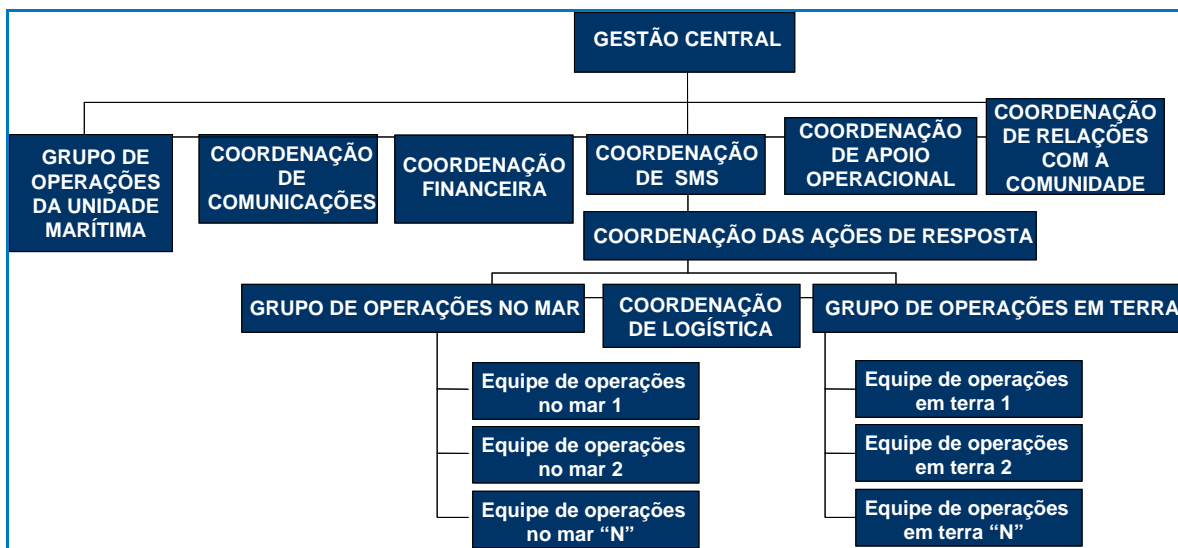 GESTÃO CENTRAL
GRUPO DE
OPERAÇÕES
DA UNIDADE
MARÍTIMA
COORDENAÇÃO
DE
COMUNICAÇÕES
COORDENAÇÃO
FINANCEIRA
COORDENAÇÃO
DE SMS
COORDENAÇÃO
DE APOIO
OPERACIONAL
COORDENAÇÃO
DE RELAÇÕES
COM A
COMUNIDADE
COORDENAÇÃO DAS AÇÕES DE RESPOSTA
GRUPO DE OPERAÇÕES NO MAR
COORDENAÇÃO
DE LOGÍSTICA
GRUPO DE OPERAÇÕES EM TERRA
Equipe de operações
no mar 1
Equipe de operações
no mar 2
Equipe de operações
no mar “N”
Equipe de operações
em terra 1
Equipe de operações
em terra 2
Equipe de operações
em terra “N”